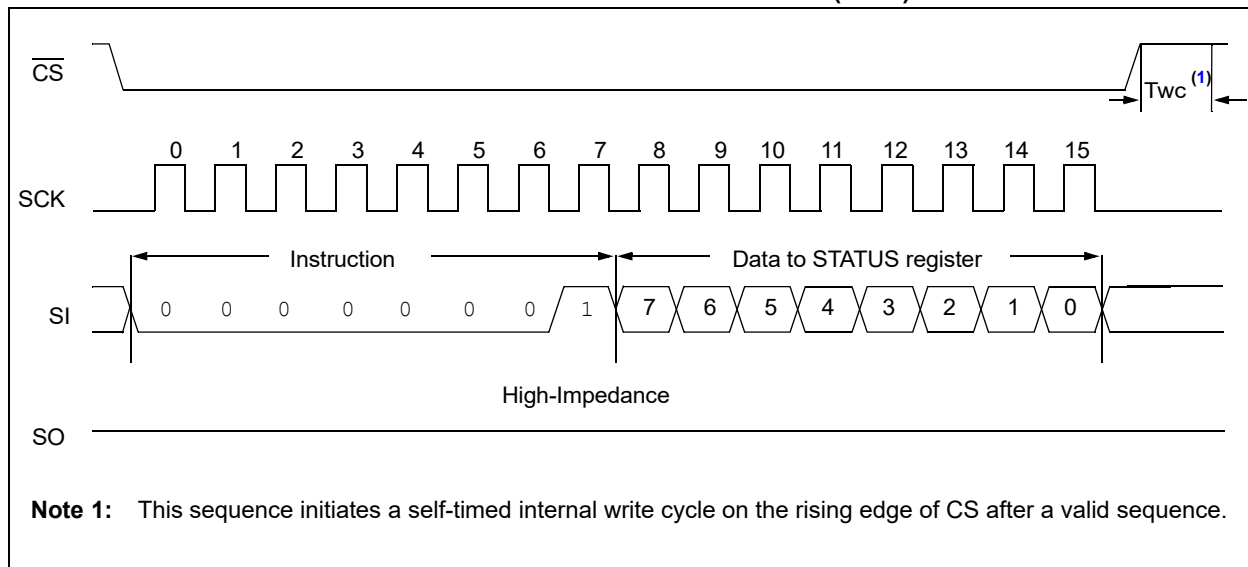 CS
Twc (1)
0 1 2 3 4 5 6 7 8 9 10 11 12 13 14 15
SCK
Instruction Data to STATUS register
SI 0 0 0 0 0 0 0 1 7 6 5 4 3 2 1 0
High-Impedance
SO
Note 1: This sequence initiates a self-timed internal write cycle on the rising edge of CS after a valid sequence.